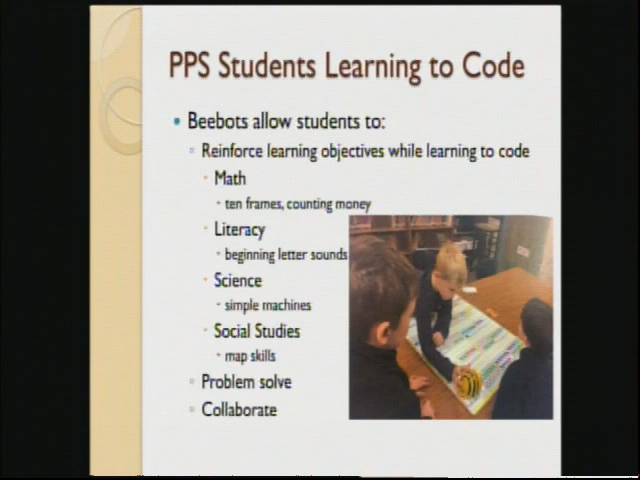 PPS Students Learning to Code
Beebots allow students to:
Reinforce learning objectives while learning to code
Math
ten frames, counting money
Literacy
beginning letter sounds
Science
simple machines
Social Studies
map skills
Problem solve
Collaborate